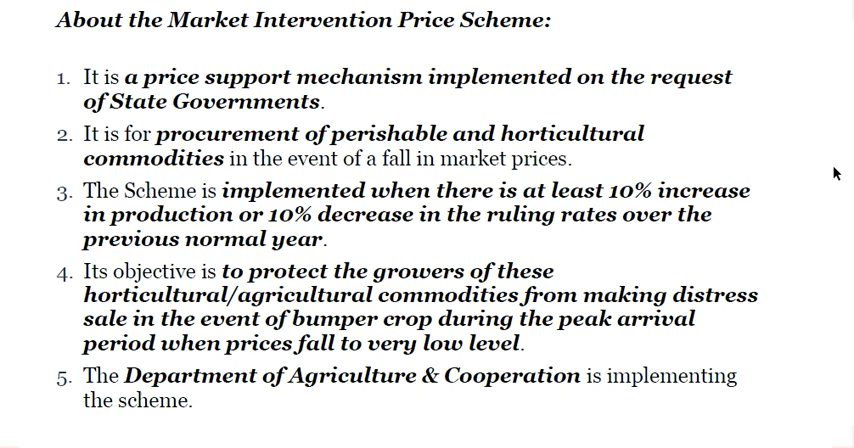 About the Market Intervention Price Scheme:
1. It is a price support mechanism implemented on the request
of State Governments.
2. It is for procurement of perishable and horticultural
commodities in the event of a fall in market prices.
3. The Scheme is implemented when there is at least 10% increase
in production or 10% decrease in the ruling rates over the
previous normal year.
4. Its objective is to protect the growers of these
horticultural/agricultural commodities from making distress
sale in the event of bumper crop during the peak arrival
period when prices fall to very low level.
5. The Department of Agriculture & Cooperation is implementing
the scheme.